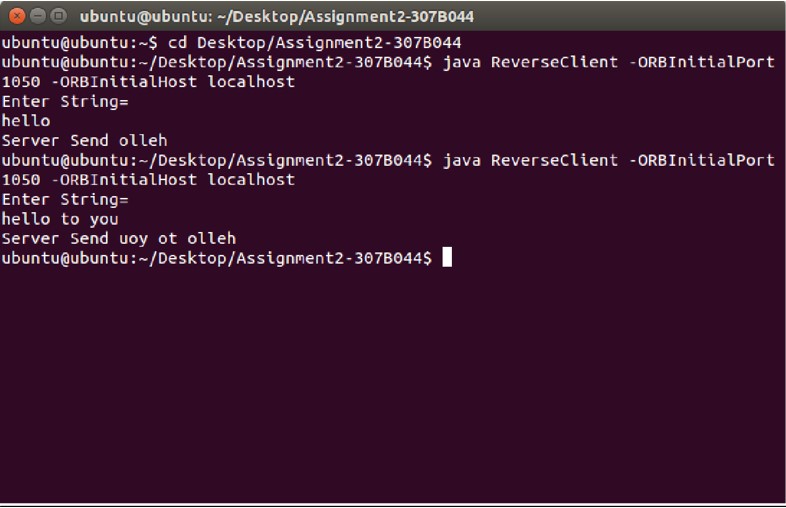 ubuntu@ubuntu: ~/Desktop/Assignment2-307B044
ubuntu@ubuntu:~$ cd Desktop/Assignment2-307B044
ubuntu@ubuntu:~/Desktop/Assignment2-307B044$ java ReverseClient -ORBInitialPort
1050 -ORBInitialHost localhost
Enter String=
hello
Server Send olleh
ubuntu@ubuntu:~/Desktop/Assignment2-307B044$ java ReverseClient -ORBInitialPort
1050 -ORBInitialHost localhost
Enter String=
hello to you
Server Send uoy ot olleh
ubuntu@ubuntu:~/Desktop/Assignment2-307B044$